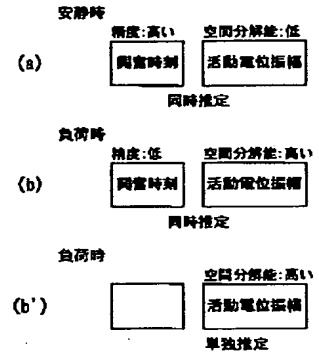 安静時
精度:高い 空間分解能:低
(a) 興奮時刻 活動電位振幅
同時推定
負荷時
精度:低 空間分解能:高い
(b) 興奮時刻 活動電位振幅
同時推定
負荷時
空間分解能:高い
(b') 活動電位振幅
単独推定